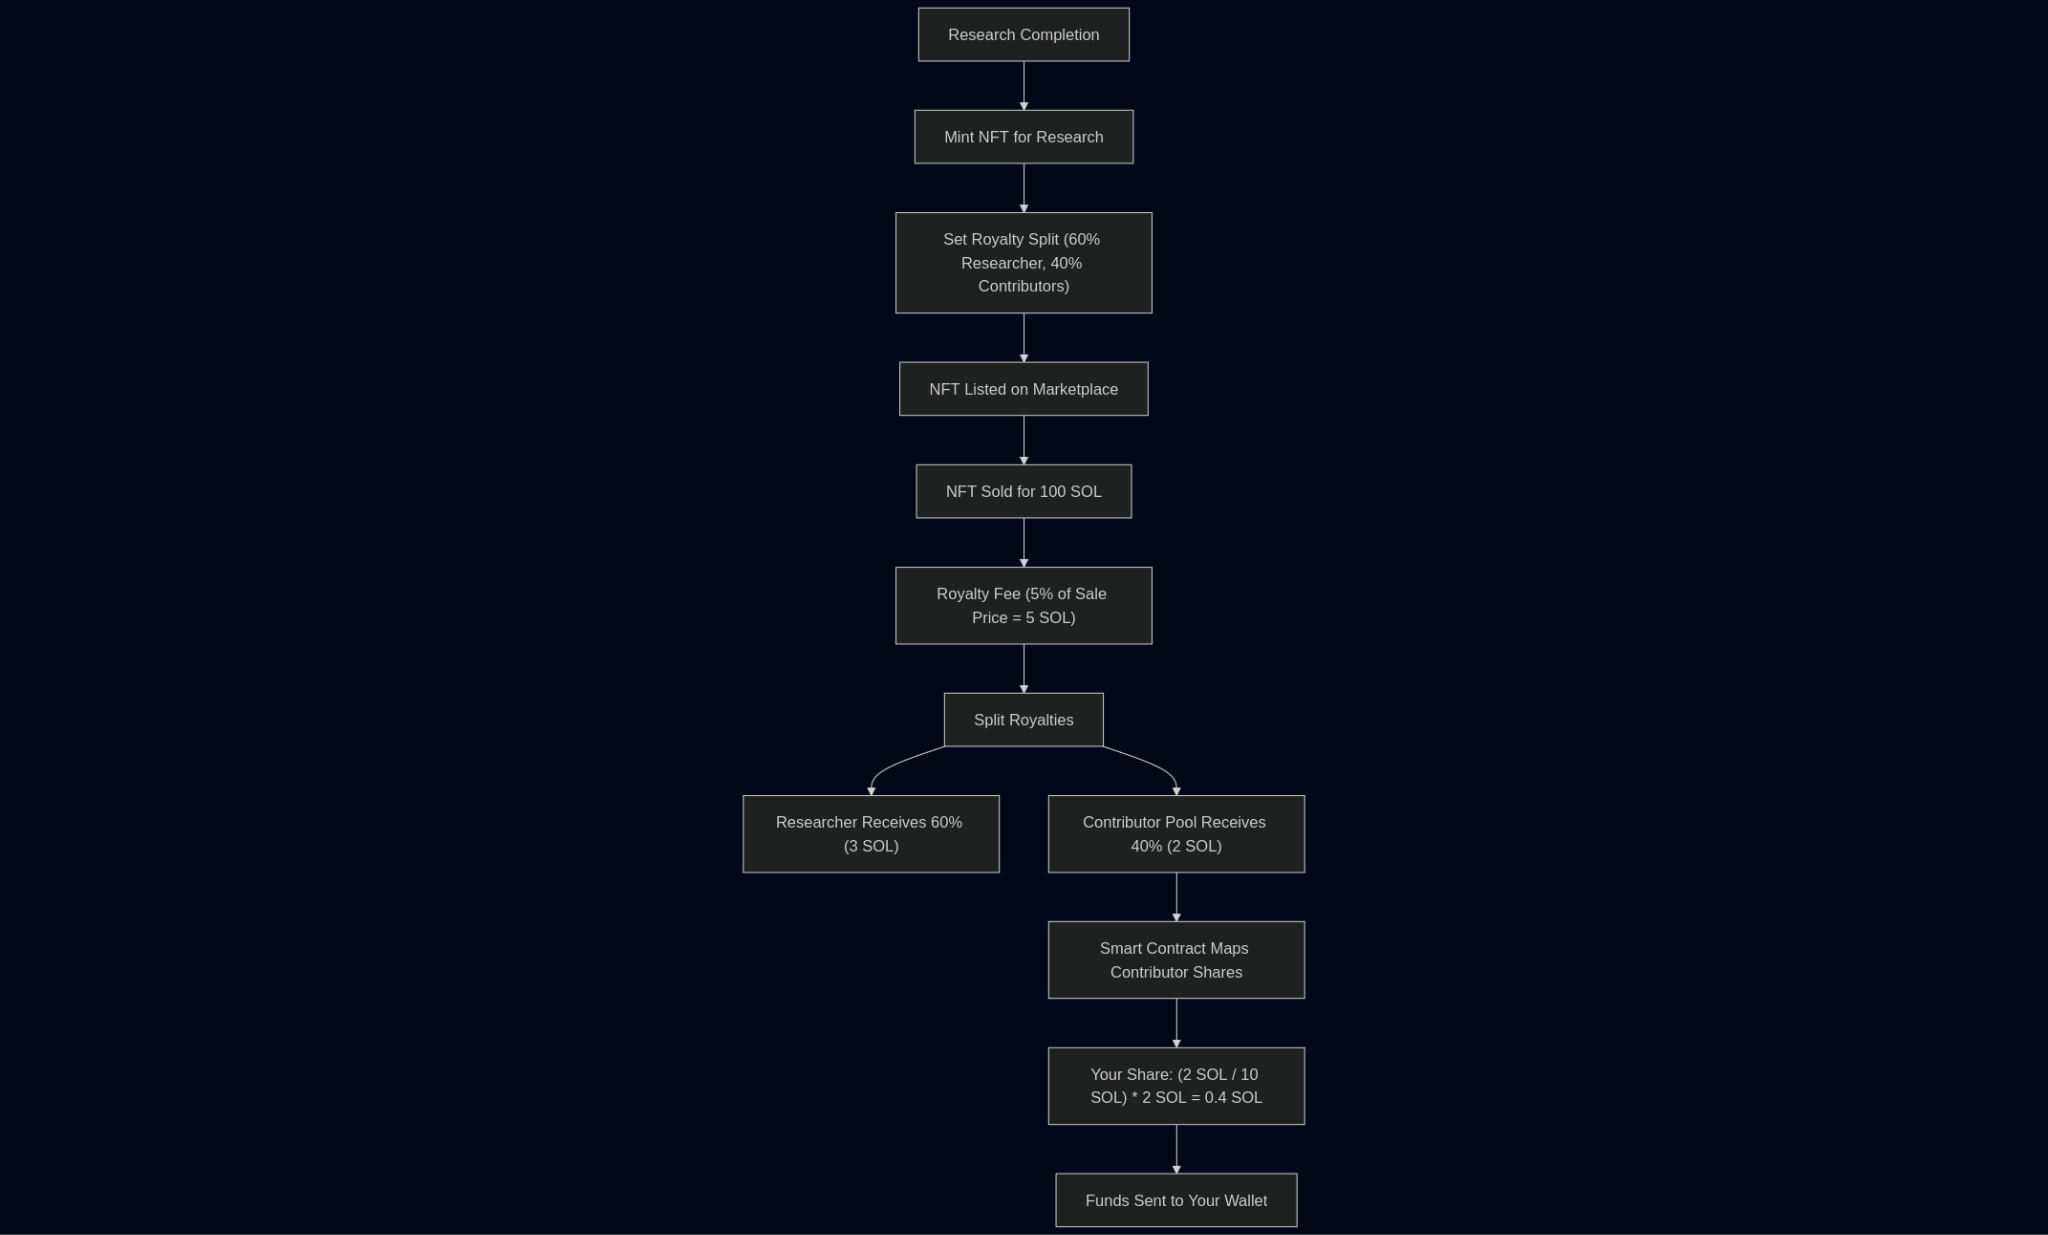 Research Completion
Mint NFT for Research
Set Royalty Split (60%
Researcher, 40%
Contributors)
NFT Listed on Marketplace
NFT Sold for 100 SOL
Royalty Fee (5% of Sale
Price = 5 SOL)
Split Royalties
Researcher Receives 60%
(3 SOL)
Contributor Pool Receives
40% (2 SOL)
Smart Contract Maps
Contributor Shares
Your Share: (2 SOL / 10
SOL) * 2 SOL = 0.4 SOL
Funds Sent to Your Wallet